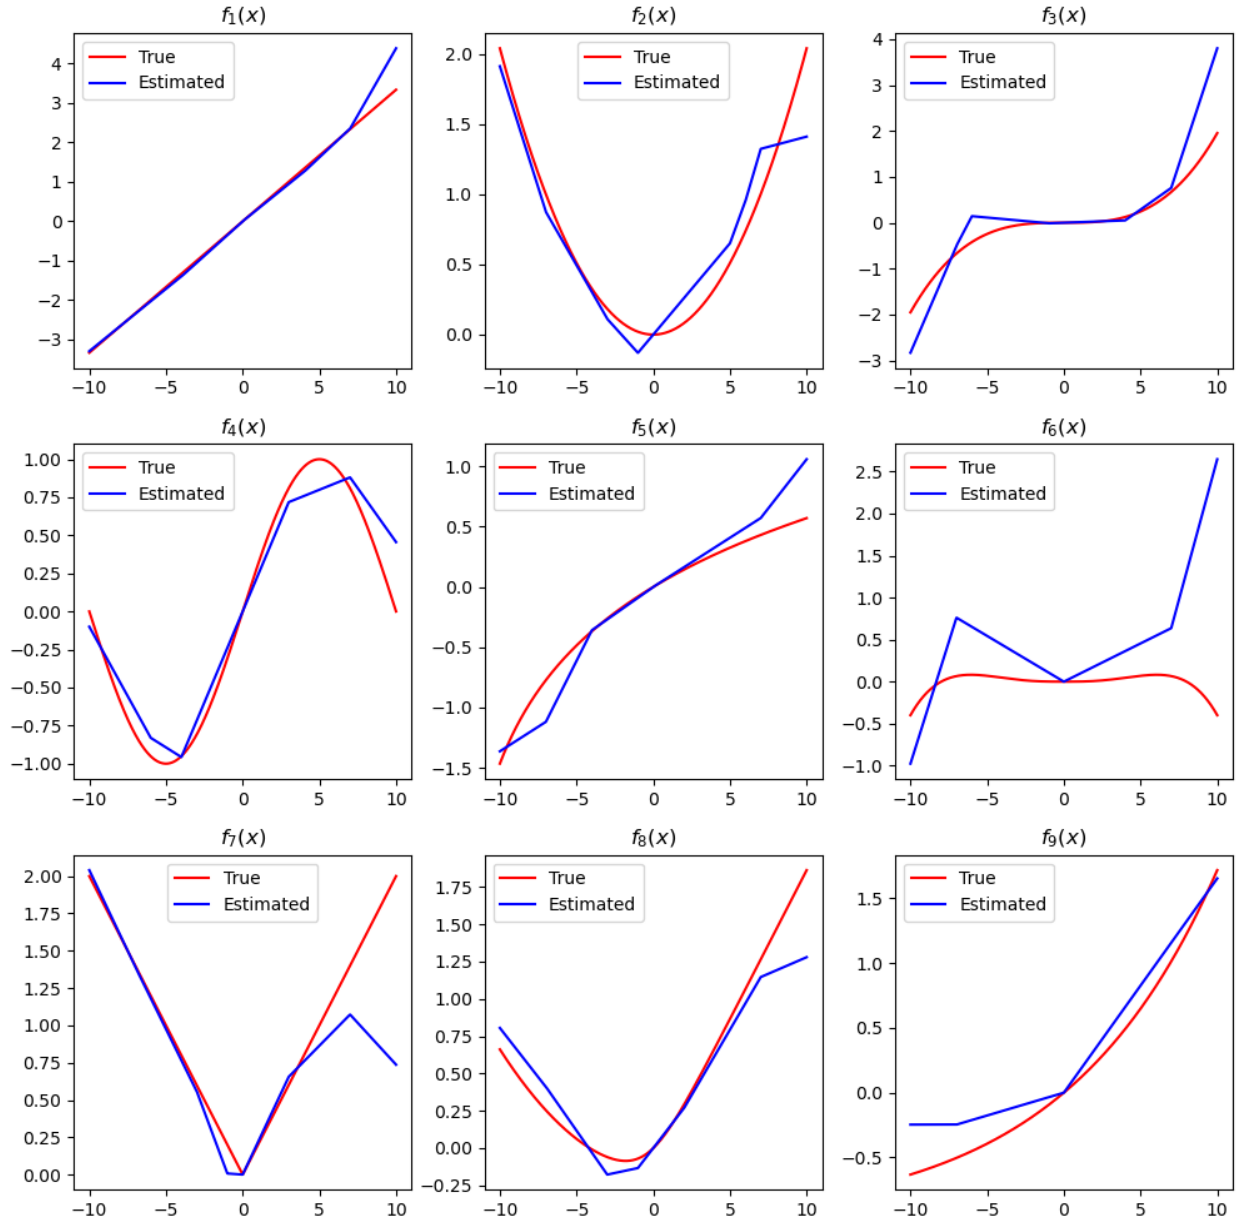 f₁(x)
True
Estimated
4
3
2
1
0
−1
−2
−3
−10 −5 0 5 10
f₂(x)
True
Estimated
2.0
1.5
1.0
0.5
0.0
−10 −5 0 5 10
f₃(x)
True
Estimated
4
3
2
1
0
−1
−2
−3
−10 −5 0 5 10
f₄(x)
True
Estimated
1.00
0.75
0.50
0.25
0.00
−0.25
−0.50
−0.75
−1.00
−10 −5 0 5 10
f₅(x)
True
Estimated
1.0
0.5
0.0
−0.5
−1.0
−1.5
−10 −5 0 5 10
f₆(x)
True
Estimated
2.5
2.0
1.5
1.0
0.5
0.0
−0.5
−1.0
−10 −5 0 5 10
f₇(x)
True
Estimated
2.00
1.75
1.50
1.25
1.00
0.75
0.50
0.25
0.00
−10 −5 0 5 10
f₈(x)
True
Estimated
1.75
1.50
1.25
1.00
0.75
0.50
0.25
0.00
−0.25
−10 −5 0 5 10
f₉(x)
True
Estimated
1.5
1.0
0.5
0.0
−0.5
−10 −5 0 5 10